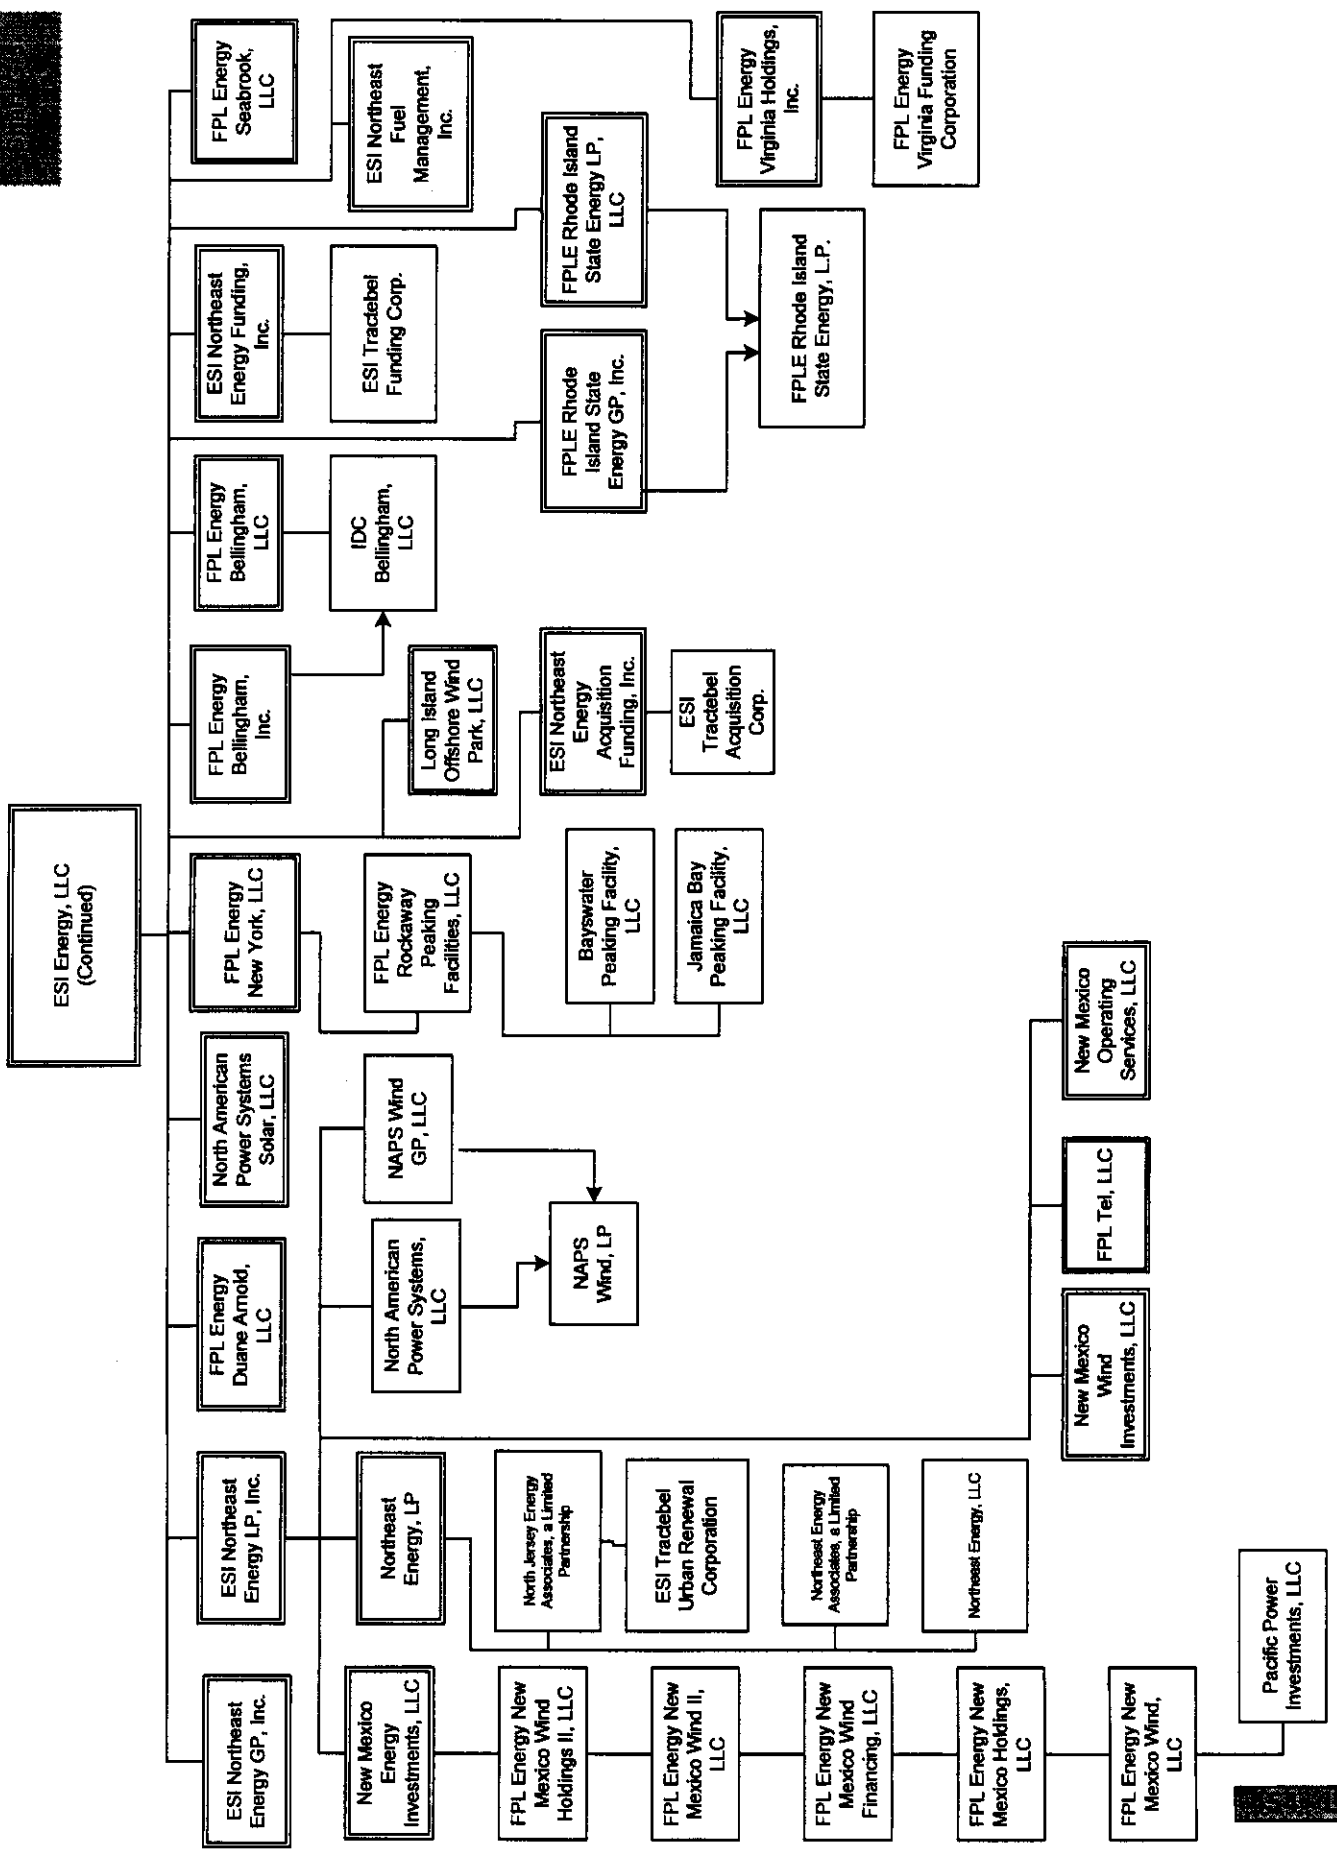 ESI Energy, LLC
(Continued)
ESI Northeast
Energy GP, Inc.
ESI Northeast
Energy LP, Inc.
FPL Energy
Duane Arnold,
LLC
North American
Power Systems
Solar, LLC
FPL Energy
New York, LLC
FPL Energy
Bellingham,
Inc.
FPL Energy
Bellingham,
LLC
ESI Northeast
Energy Funding,
Inc.
FPL Energy
Seabrook,
LLC
New Mexico
Energy
Investments, LLC
Northeast
Energy, LP
North American
Power Systems,
LLC
NAPS Wind
GP, LLC
FPL Energy
Rockaway
Peaking
Facilities, LLC
Long Island
Offshore Wind
Park, LLC
IDC
Bellingham,
LLC
ESI Tractebel
Funding Corp.
ESI Northeast
Fuel
Management,
Inc.
FPL Energy New
Mexico Wind
Holdings II, LLC
North Jersey Energy
Associates, a Limited
Partnership
NAPS
Wind, LP
Bayswater
Peaking Facility,
LLC
ESI Northeast
Energy
Acquisition
Funding, Inc.
FPLE Rhode
Island State
Energy GP, Inc.
FPLE Rhode Island
State Energy LP,
LLC
FPL Energy New
Mexico Wind II,
LLC
ESI Tractebel
Urban Renewal
Corporation
Jamaica Bay
Peaking Facility,
LLC
ESI
Tractebel
Acquisition
Corp.
FPLE Rhode Island
State Energy, L.P.
FPL Energy
Virginia Holdings,
Inc.
FPL Energy New
Mexico Wind
Financing, LLC
Northeast Energy
Associates, a Limited
Partnership
FPL Energy
Virginia Funding
Corporation
FPL Energy New
Mexico Holdings,
LLC
Northeast Energy, LLC
FPL Energy New
Mexico Wind,
LLC
New Mexico
Wind
Investments, LLC
FPL Tel, LLC
New Mexico
Operating
Services, LLC
Pacific Power
Investments, LLC